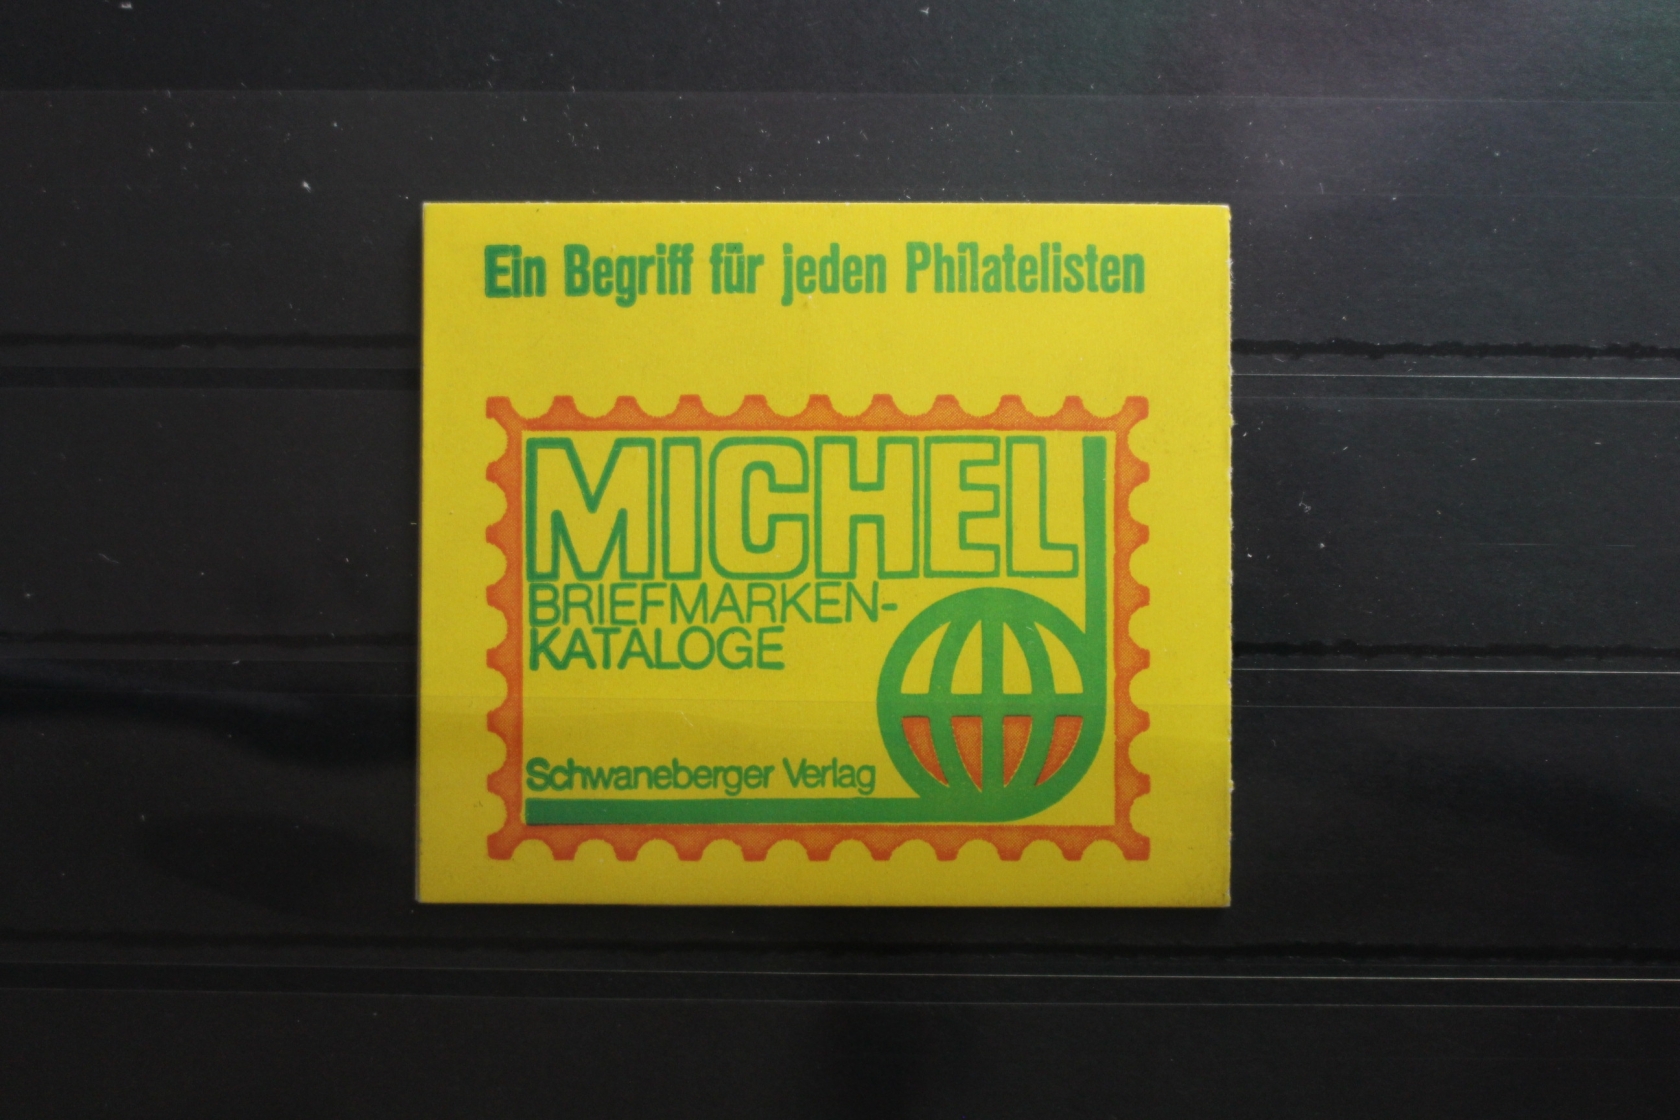 Ein Begriff für jeden Philatelisten
MICHEL
BRIEFMARKEN-
KATALOGE
Schwaneberger Verlag